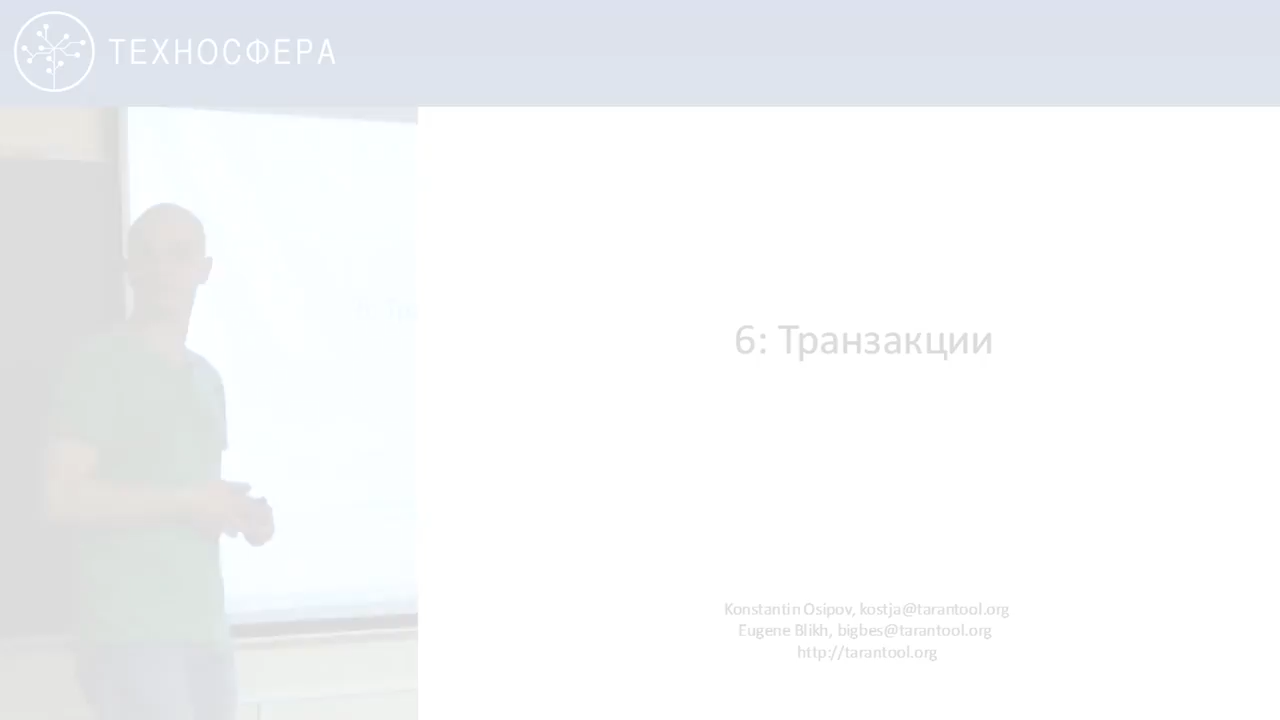 ТЕХНОСФЕРА
6: Транзакции
Konstantin Osipov, kostja@tarantool.org
Eugene Blikh, bigbes@tarantool.org
http://tarantool.org